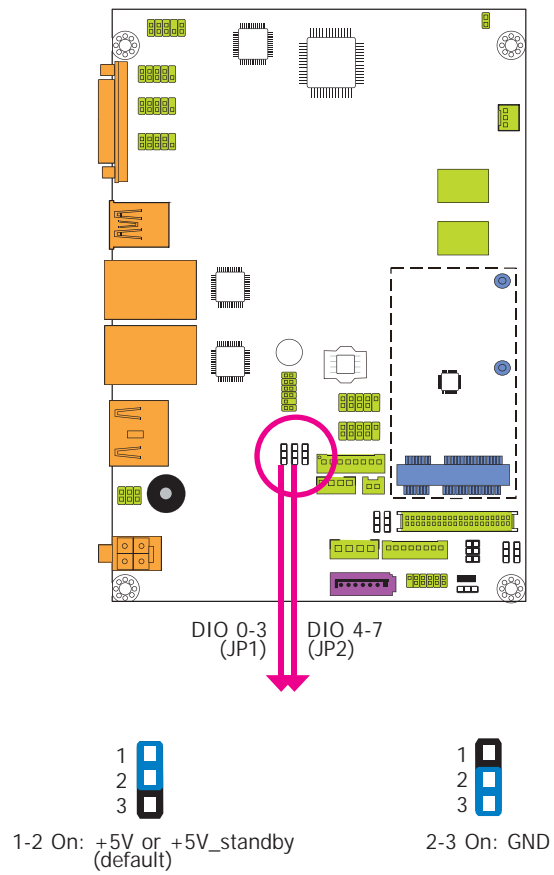 DIO 0-3 DIO 4-7
(JP1) (JP2)
1
2
3
1-2 On: +5V or +5V_standby
(default)
1
2
3
2-3 On: GND